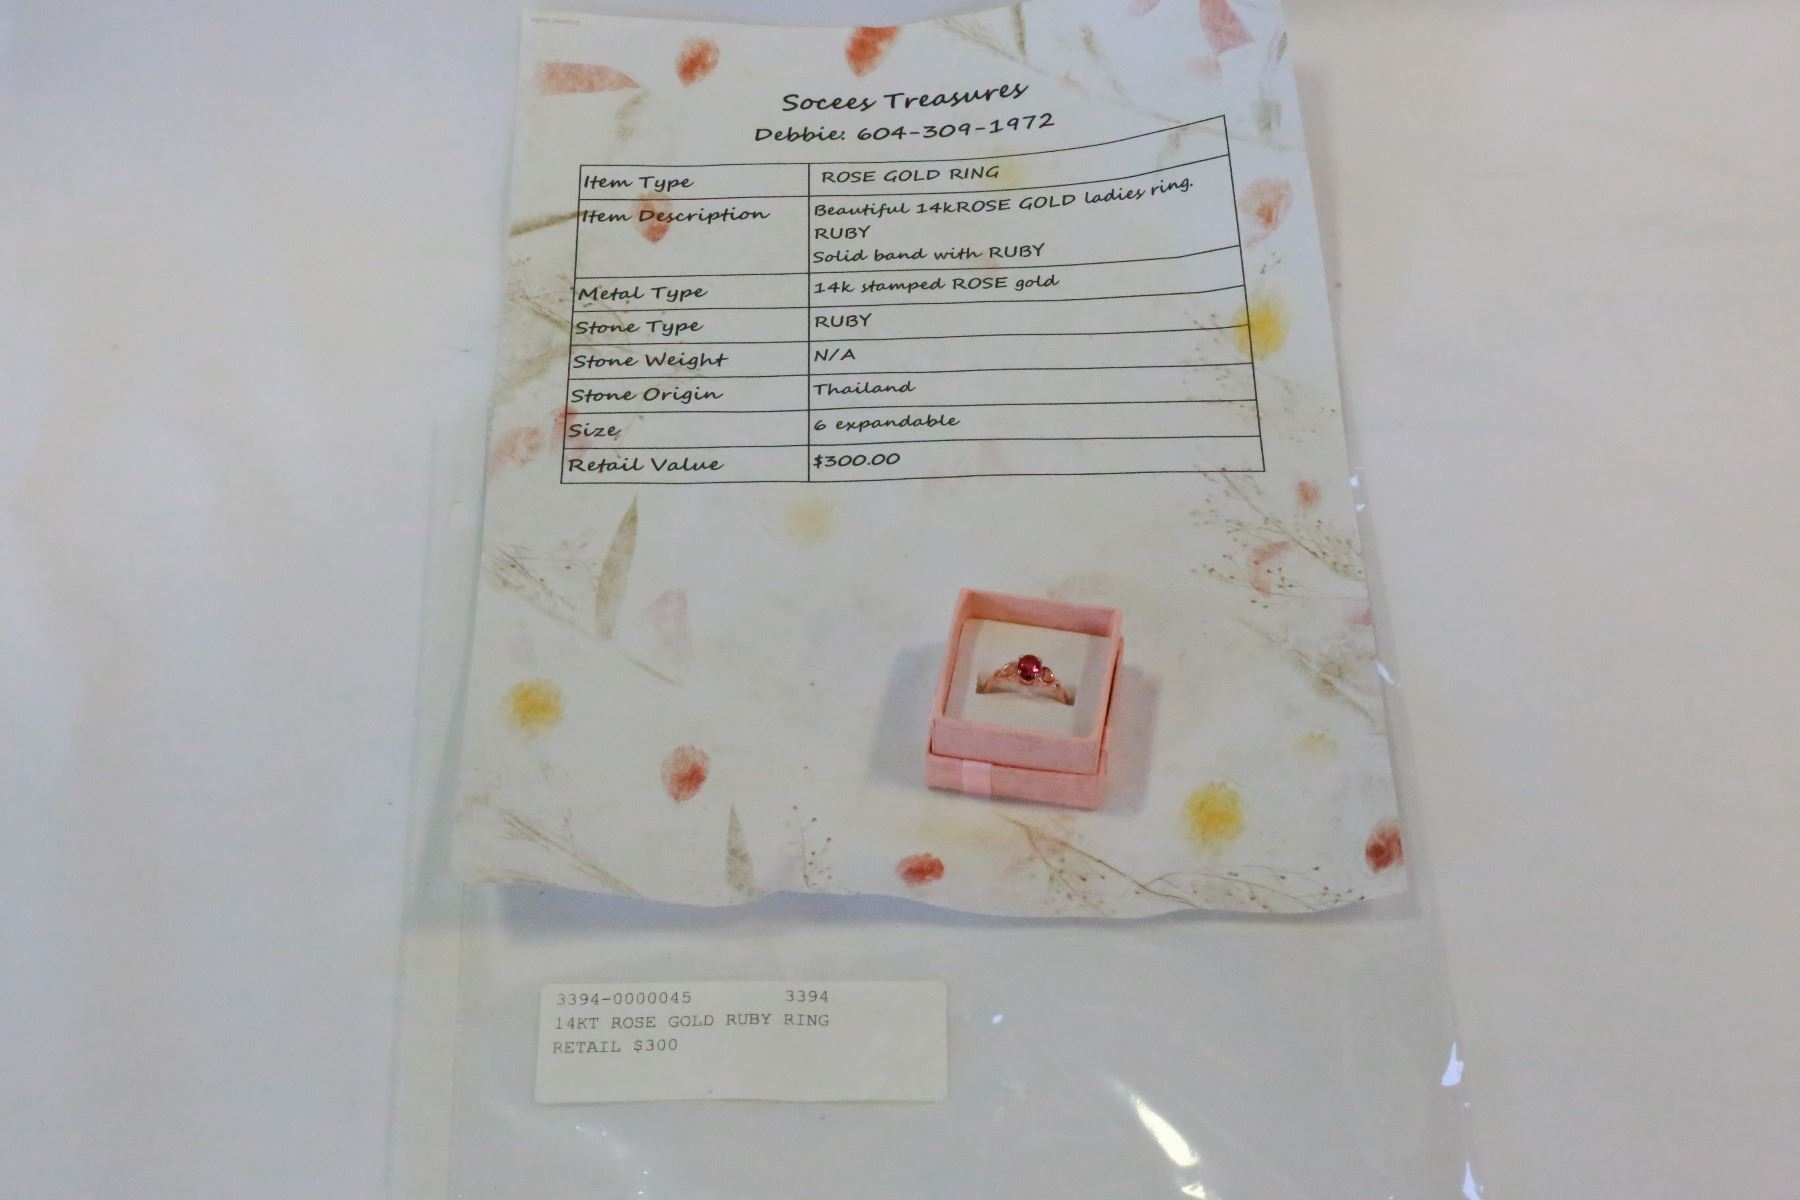 Socees Treasures
Debbie: 604-309-1972
Item Type ROSE GOLD RING
Item Description Beautiful 14kROSE GOLD ladies ring.
RUBY
Solid band with RUBY
Metal Type 14k stamped ROSE gold
Stone Type RUBY
Stone Weight N/A
Stone Origin Thailand
Size 6 expandable
Retail Value $300.00
3394-0000045 3394
14KT ROSE GOLD RUBY RING
RETAIL $300